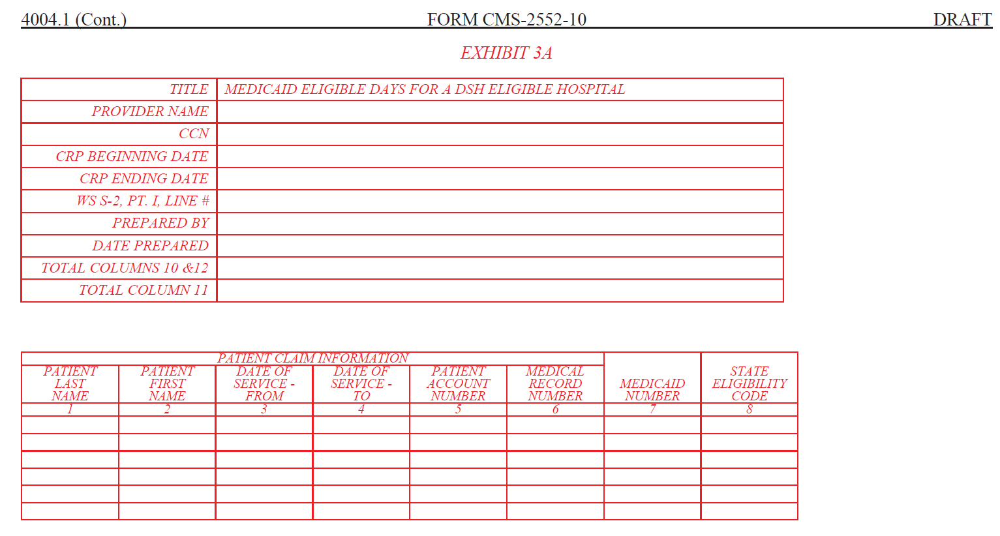 4004.1 (Cont.) FORM CMS-2552-10 DRAFT
EXHIBIT 3A
TITLE MEDICAID ELIGIBLE DAYS FOR A DSH ELIGIBLE HOSPITAL
PROVIDER NAME
CCN
CRP BEGINNING DATE
CRP ENDING DATE
WS S-2, PT. I, LINE #
PREPARED BY
DATE PREPARED
TOTAL COLUMNS 10 &12
TOTAL COLUMN 11
PATIENT CLAIM INFORMATION
PATIENT PATIENT DATE OF DATE OF PATIENT MEDICAL STATE
LAST FIRST SERVICE - SERVICE - ACCOUNT RECORD MEDICAID ELIGIBILITY
NAME NAME FROM TO NUMBER NUMBER NUMBER CODE
1 2 3 4 5 6 7 8